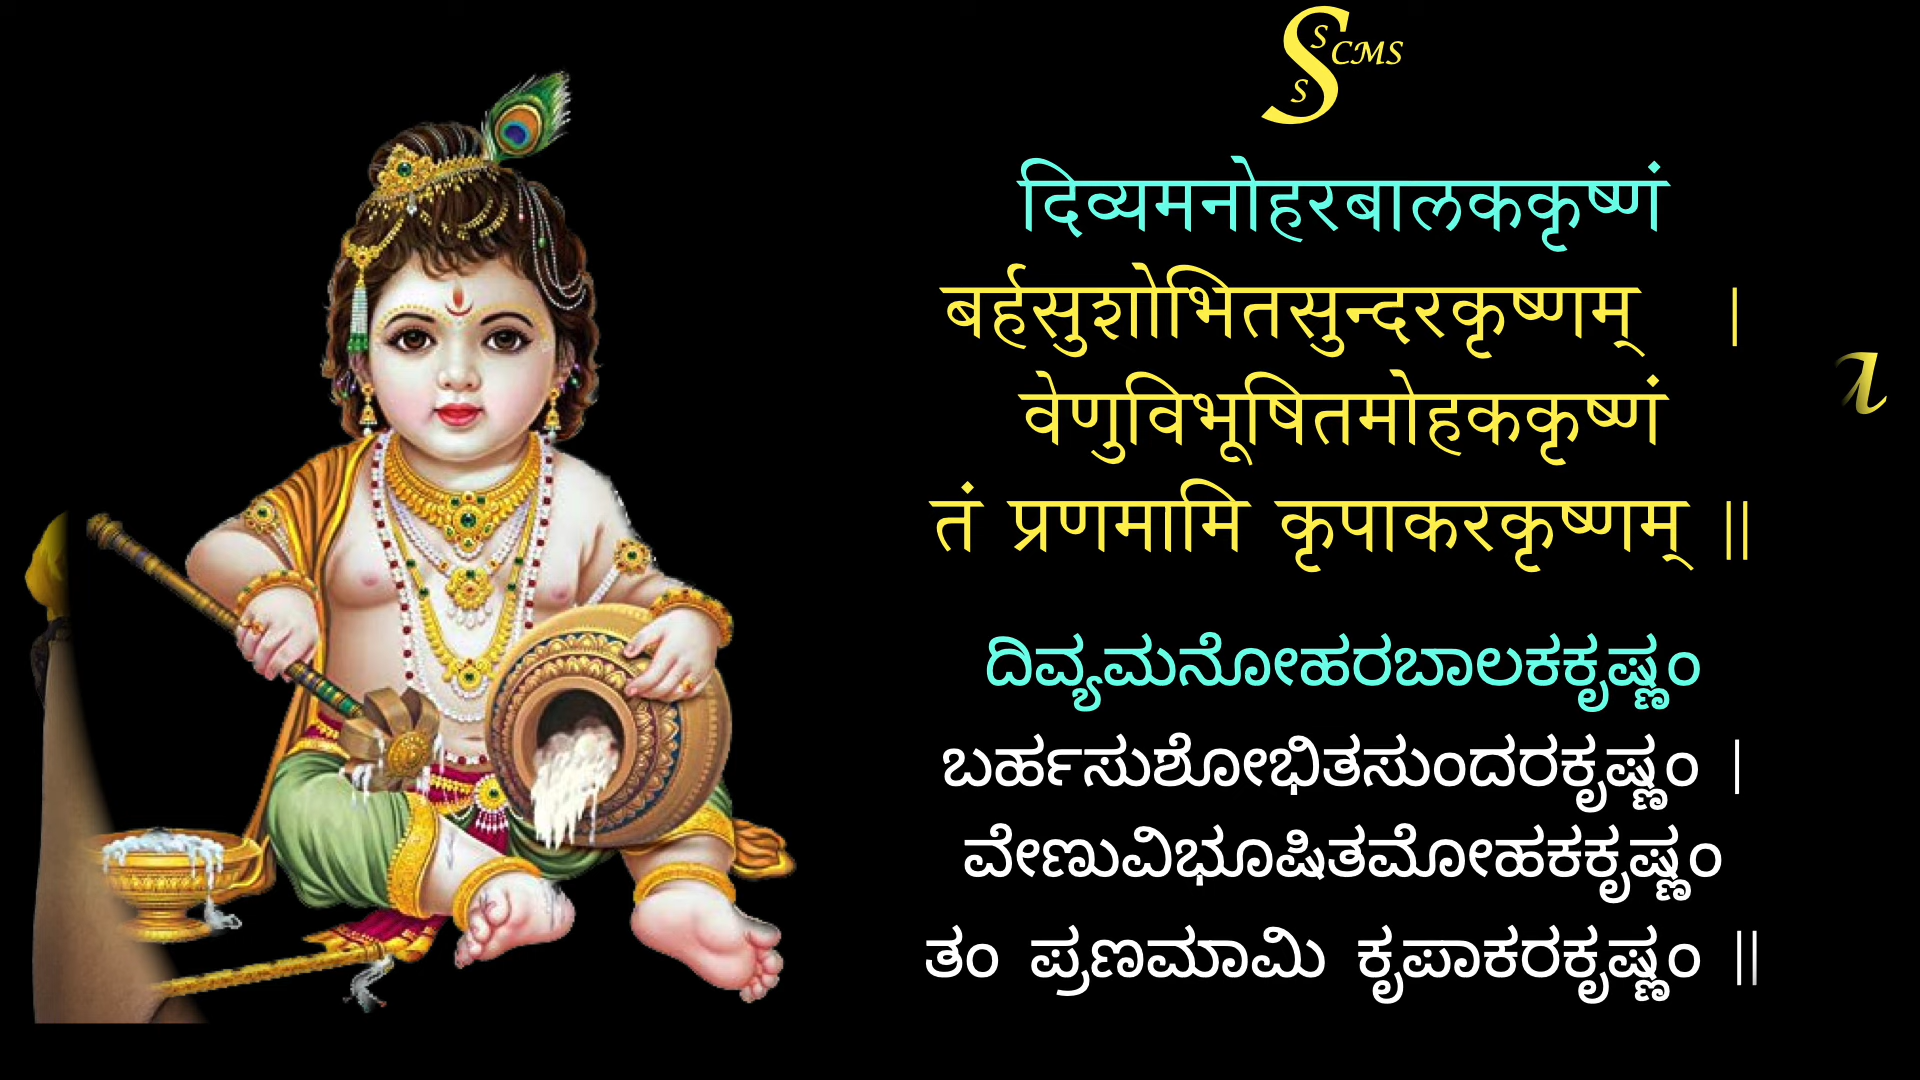 S
S CMS
S
दिव्यमनोहरबालककृष्णं
बर्हसुशोभितसुन्दरकृष्णम् |
वेणुविभूषितमोहककृष्णं
तं प्रणमामि कृपाकरकृष्णम् ||
ದಿವ್ಯಮನೋಹರಬಾಲಕಕೃಷ್ಣಂ
ಬರ್ಹಸುಶೋಭಿತಸುಂದರಕೃಷ್ಣಂ |
ವೇಣುವಿಭೂಷಿತಮೋಹಕಕೃಷ್ಣಂ
ತಂ ಪ್ರಣಮಾಮಿ ಕೃಪಾಕರಕೃಷ್ಣಂ ||